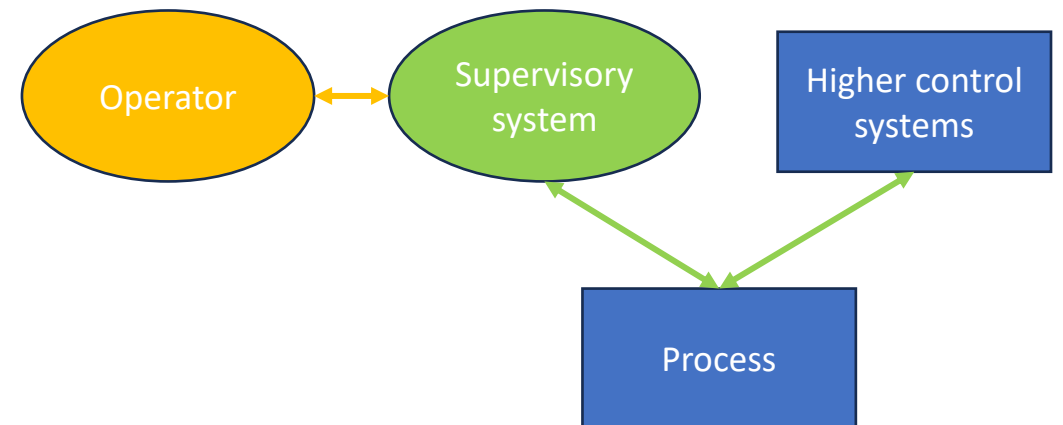 Operator
Supervisory
system
Higher control
systems
Process